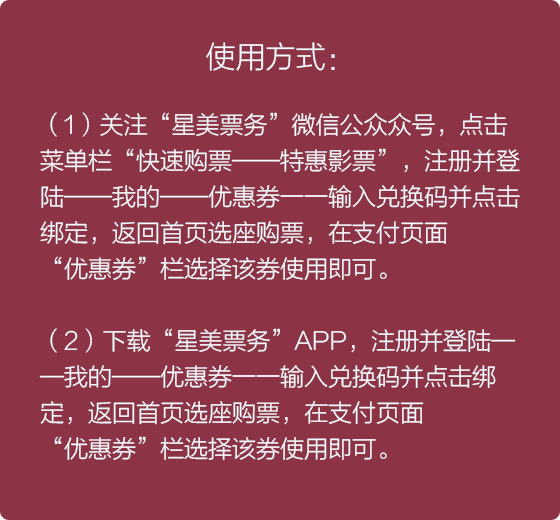 使用方式：
（1）关注“星美票务”微信公众众号，点击
菜单栏“快速购票——特惠影票”，注册并登
陆——我的——优惠券一一输入兑换码并点击
绑定，返回首页选座购票，在支付页面
“优惠券”栏选择该券使用即可。
（2）下载“星美票务”APP，注册并登陆—
—我的——优惠券一一输入兑换码并点击绑
定，返回首页选座购票，在支付页面
“优惠券”栏选择该券使用即可。